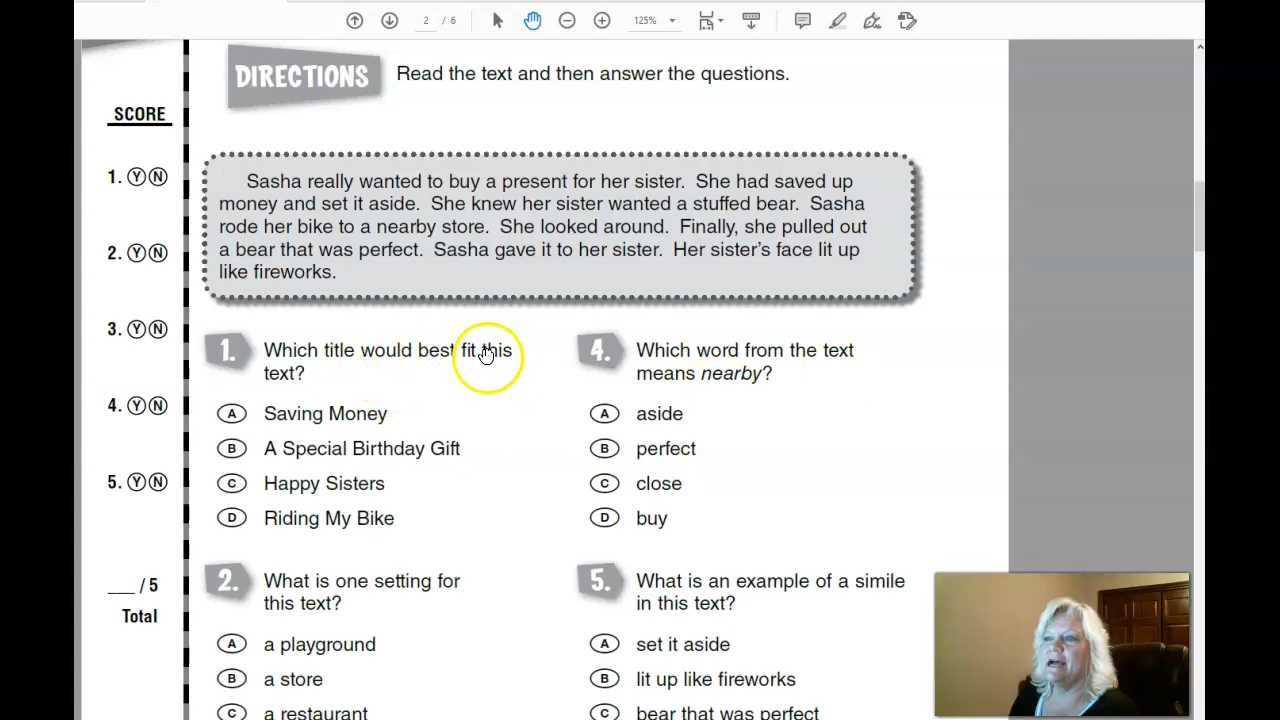 2 / 6
125%
DIRECTIONS
Read the text and then answer the questions.
SCORE
1. Y N
2. Y N
3. Y N
4. Y N
5. Y N
___ / 5
Total
Sasha really wanted to buy a present for her sister. She had saved up
money and set it aside. She knew her sister wanted a stuffed bear. Sasha
rode her bike to a nearby store. She looked around. Finally, she pulled out
a bear that was perfect. Sasha gave it to her sister. Her sister's face lit up
like fireworks.
1. Which title would best fit this
text?
A Saving Money
B A Special Birthday Gift
C Happy Sisters
D Riding My Bike
2. What is one setting for
this text?
A a playground
B a store
C a restaurant
4. Which word from the text
means nearby?
A aside
B perfect
C close
D buy
5. What is an example of a simile
in this text?
A set it aside
B lit up like fireworks
C bear that was perfect